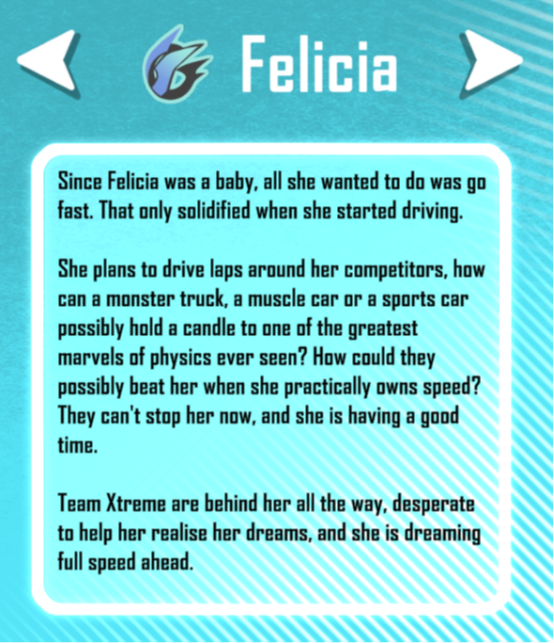 Felicia
Since Felicia was a baby, all she wanted to do was go
fast. That only solidified when she started driving.
She plans to drive laps around her competitors, how
can a monster truck, a muscle car or a sports car
possibly hold a candle to one of the greatest
marvels of physics ever seen? How could they
possibly beat her when she practically owns speed?
They can't stop her now, and she is having a good
time.
Team Xtreme are behind her all the way, desperate
to help her realise her dreams, and she is dreaming
full speed ahead.